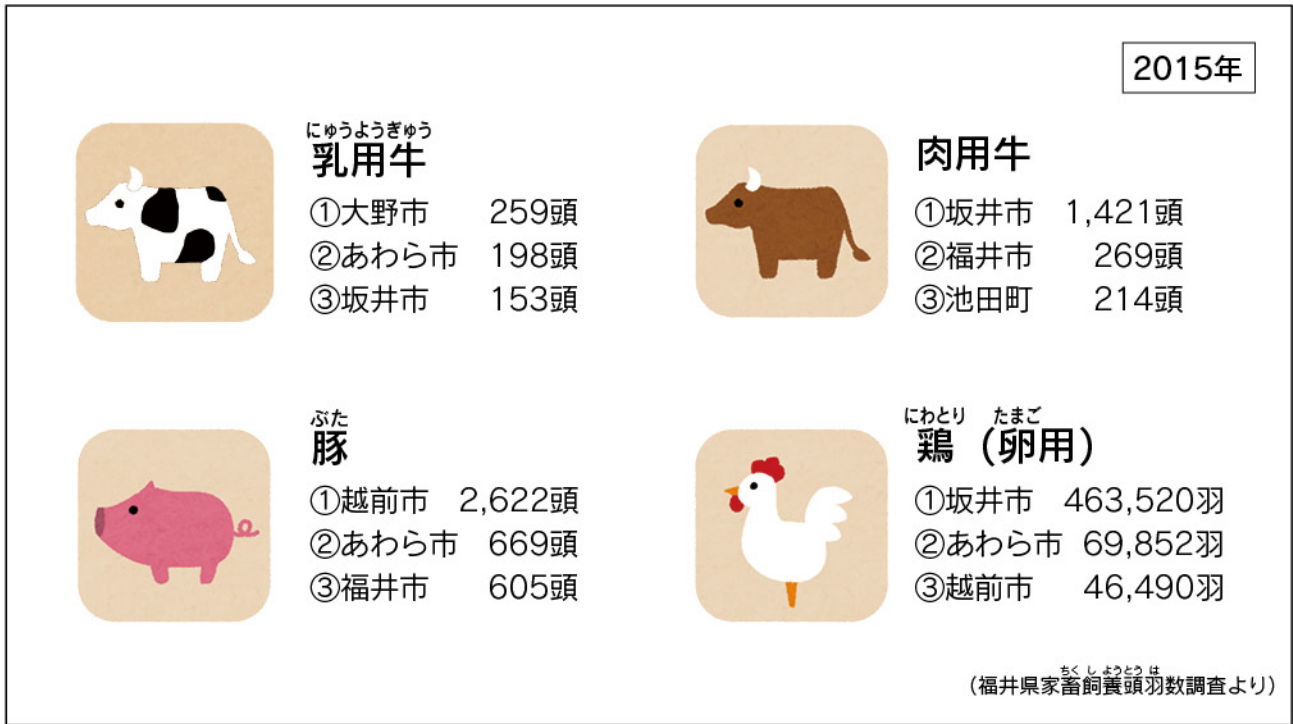 2015年
にゅうようぎゅう
乳用牛
①大野市 259頭
②あわら市 198頭
③坂井市 153頭
肉用牛
①坂井市 1,421頭
②福井市 269頭
③池田町 214頭
ぶた
豚
①越前市 2,622頭
②あわら市 669頭
③福井市 605頭
にわとり たまご
鶏(卵用)
①坂井市 463,520羽
②あわら市 69,852羽
③越前市 46,490羽
ちくしようとうは
(福井県家畜飼養頭羽数調査より)